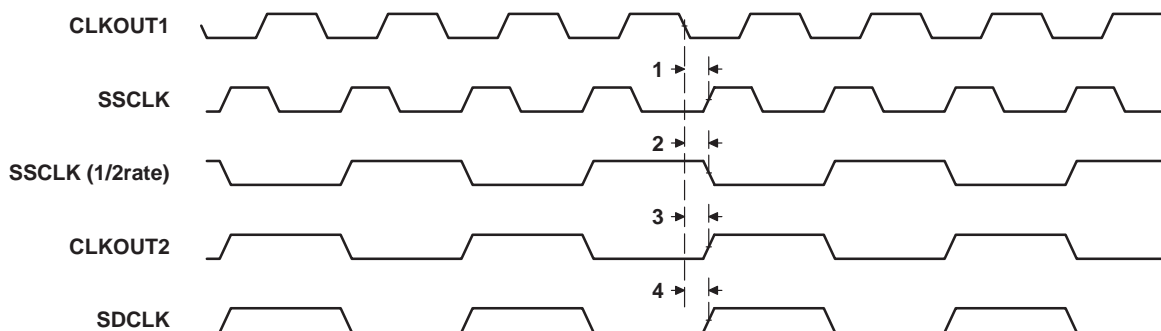 CLKOUT1
1
SSCLK
2
SSCLK (1/2rate)
3
CLKOUT2
4
SDCLK